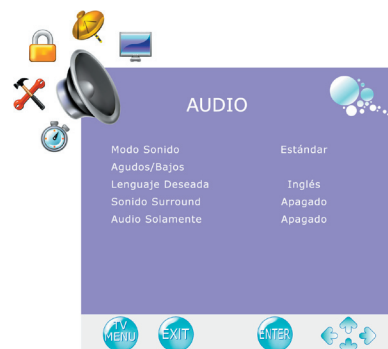 AUDIO
Modo Sonido Estándar
Agudos/Bajos
Lenguaje Deseada Inglés
Sonido Surround Apagado
Audio Solamente Apagado
TV
MENU EXIT ENTER